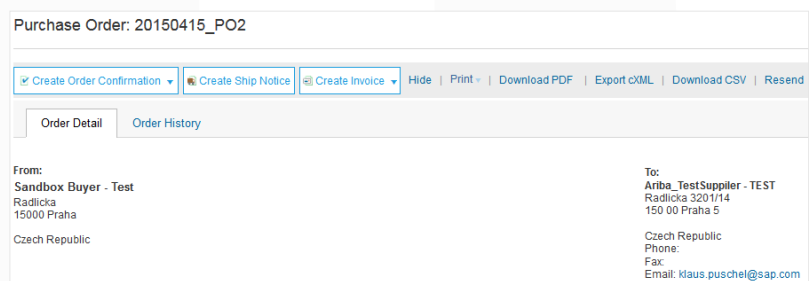 Purchase Order: 20150415_PO2
Create Order Confirmation Create Ship Notice Create Invoice Hide | Print | Download PDF | Export cXML | Download CSV | Resend
Order Detail Order History
From:
Sandbox Buyer - Test
Radlicka
15000 Praha
Czech Republic
To:
Ariba_TestSuppiler - TEST
Radlicka 3201/14
150 00 Praha 5
Czech Republic
Phone:
Fax:
Email: klaus.puschel@sap.com